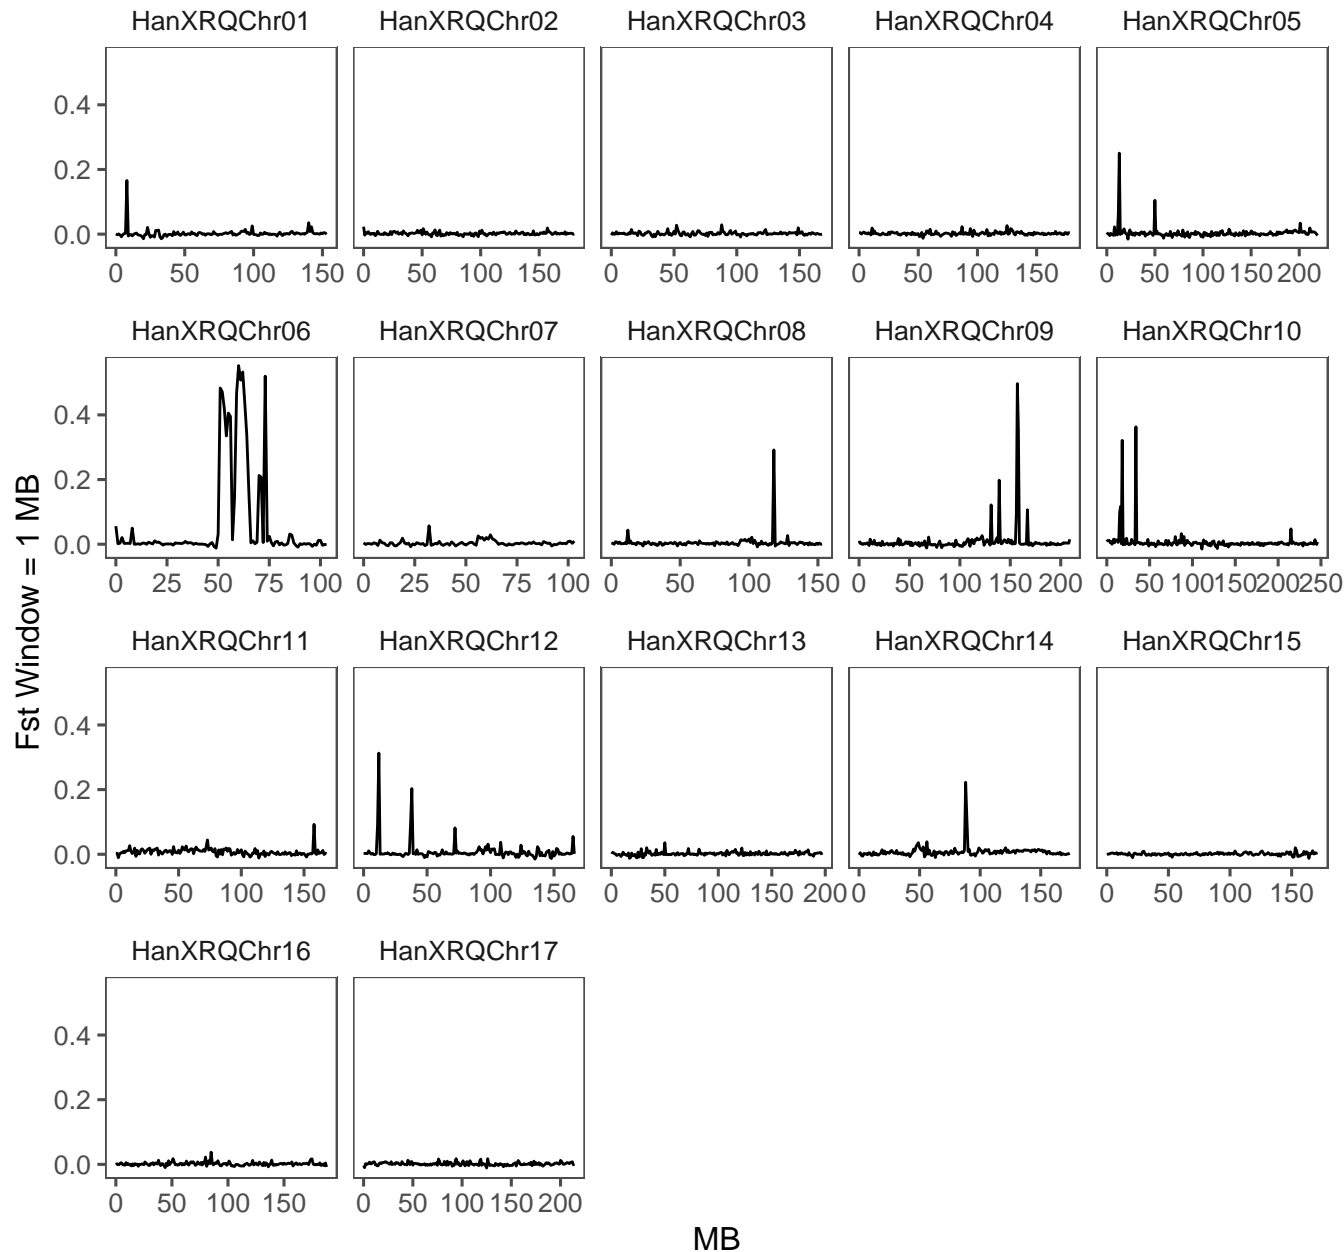 HanXRQChr01 HanXRQChr02 HanXRQChr03 HanXRQChr04 HanXRQChr05
0.4
0.2
0.0
0 50 100 150 0 50 100 150 0 50 100 150 0 50 100 150 0 50 100 150 200
HanXRQChr06 HanXRQChr07 HanXRQChr08 HanXRQChr09 HanXRQChr10
0.4
0.2
0.0
0 25 50 75 100 0 25 50 75 100 0 50 100 150 0 50 100 150 200 0 50 100 150 200 250
Fst Window = 1 MB
HanXRQChr11 HanXRQChr12 HanXRQChr13 HanXRQChr14 HanXRQChr15
0.4
0.2
0.0
0 50 100 150 0 50 100 150 0 50 100 150 200 0 50 100 150 0 50 100 150
HanXRQChr16 HanXRQChr17
0.4
0.2
0.0
0 50 100 150 0 50 100 150 200
MB